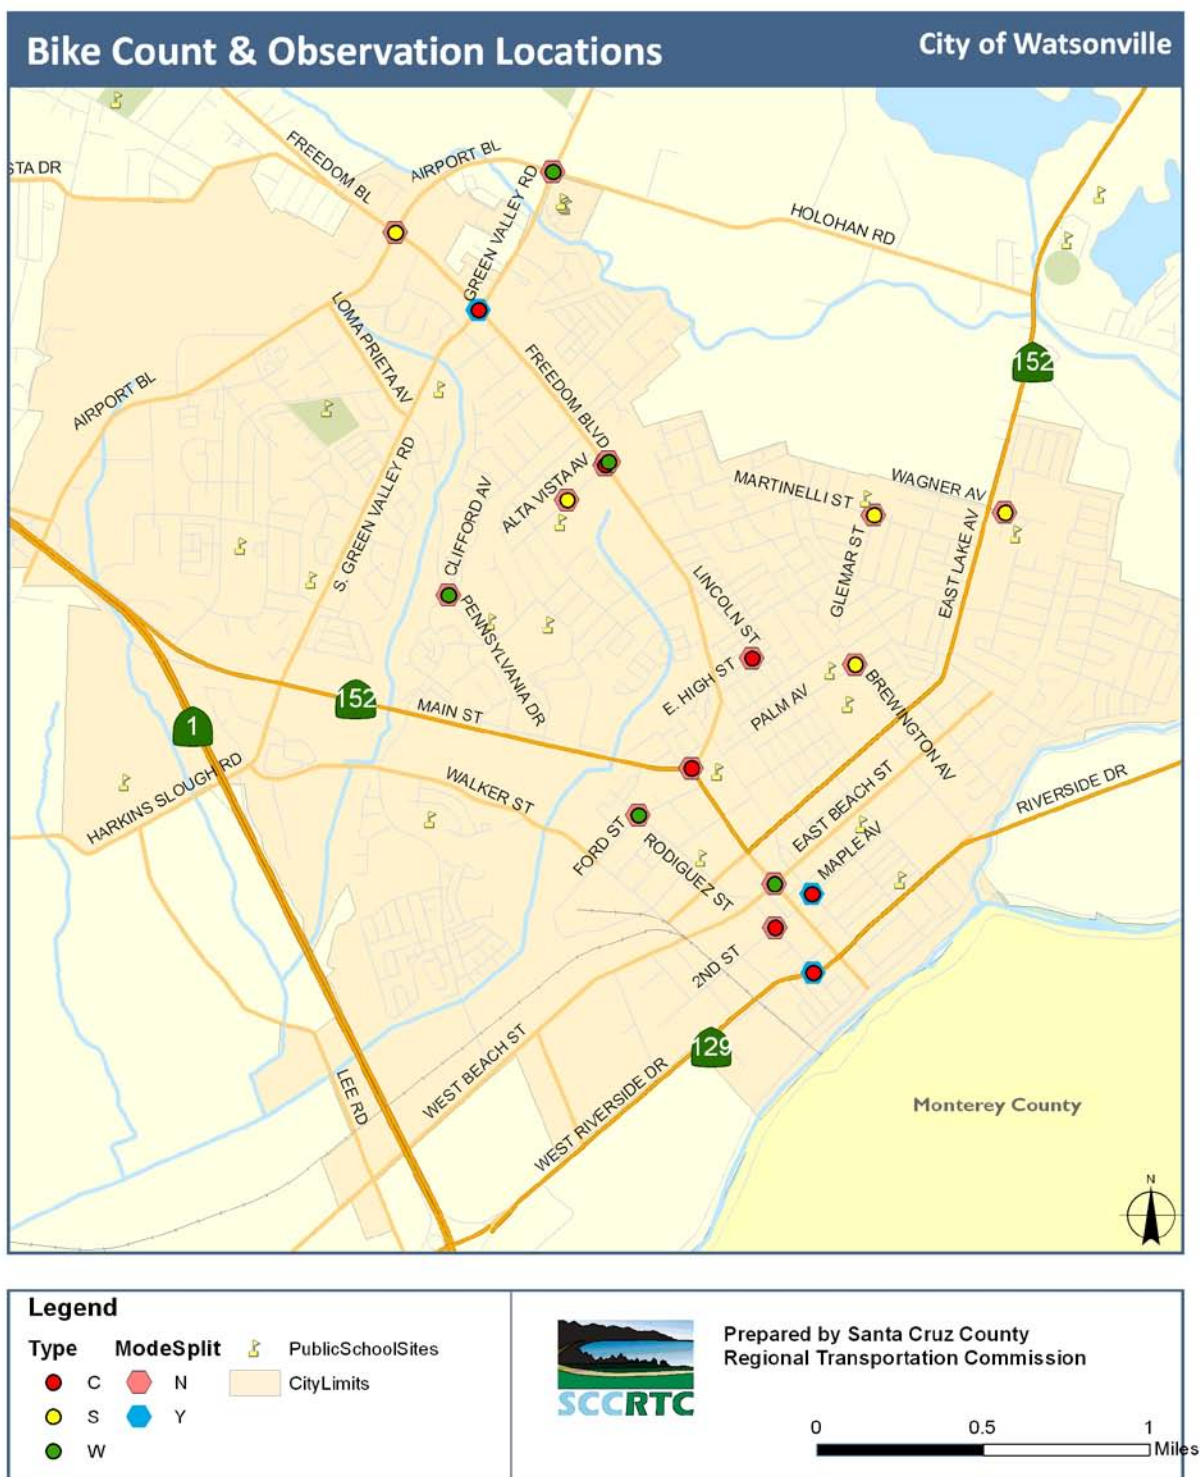 Bike Count & Observation Locations
City of Watsonville
STA DR
FREEDOM BL
AIRPORT BL
GREEN VALLEY RD
HOLOHAN RD
LOMA PRIETA AV
AIRPORT BL
FREEDOM BLVD
152
S. GREEN VALLEY RD
CLIFFORD AV
ALTA VISTA AV
MARTINELLI ST
WAGNER AV
GLEMAR ST
EAST LAKE AV
LINCOLN ST
PENNSYLVANIA DR
E. HIGH ST
PALM AV
BREWINGTON AV
152
1
MAIN ST
HARKINS SLOUGH RD
WALKER ST
FORD ST
RODIGUEZ ST
EAST BEACH ST
MAPLE AV
RIVERSIDE DR
2ND ST
129
WEST BEACH ST
LEE RD
WEST RIVERSIDE DR
Monterey County
N
Legend
Type ModeSplit PublicSchoolSites
C N CityLimits
S Y
W
SCCRTC
Prepared by Santa Cruz County
Regional Transportation Commission
0 0.5 1
Miles